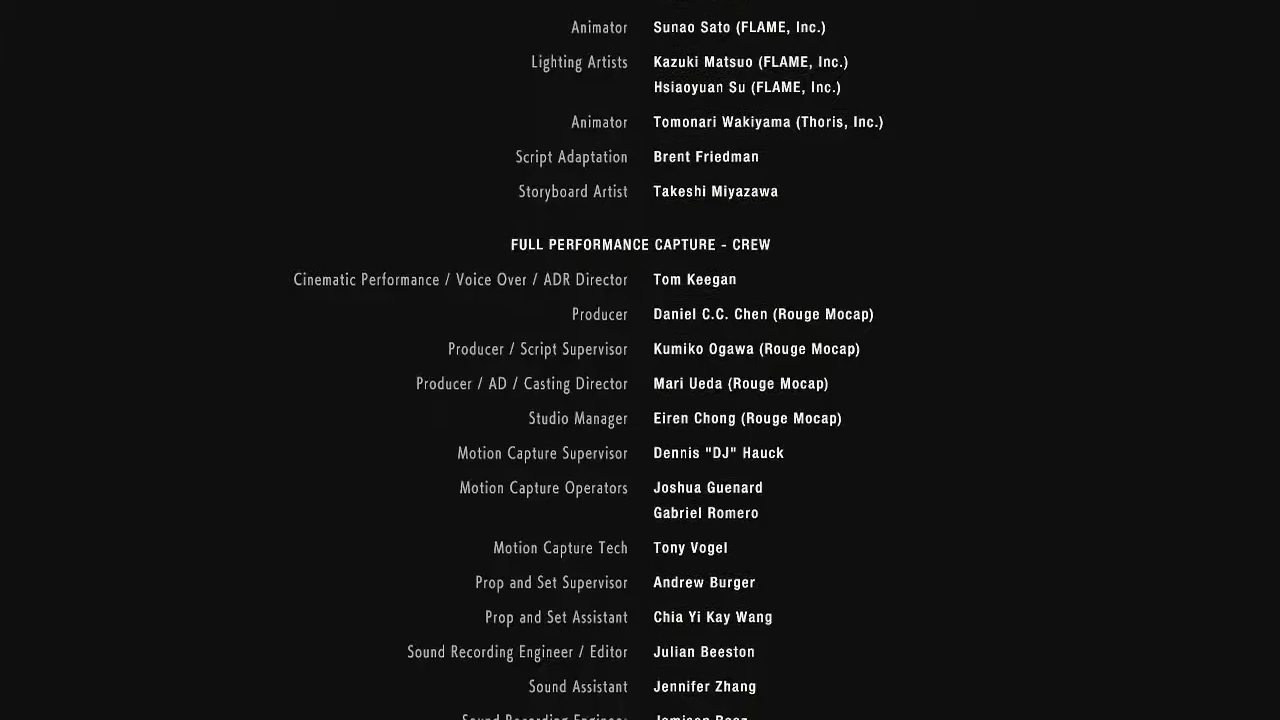 Animator Sunao Sato (FLAME, Inc.)
Lighting Artists Kazuki Matsuo (FLAME, Inc.)
Hsiaoyuan Su (FLAME, Inc.)
Animator Tomonari Wakiyama (Thoris, Inc.)
Script Adaptation Brent Friedman
Storyboard Artist Takeshi Miyazawa
FULL PERFORMANCE CAPTURE - CREW
Cinematic Performance / Voice Over / ADR Director Tom Keegan
Producer Daniel C.C. Chen (Rouge Mocap)
Producer / Script Supervisor Kumiko Ogawa (Rouge Mocap)
Producer / AD / Casting Director Mari Ueda (Rouge Mocap)
Studio Manager Eiren Chong (Rouge Mocap)
Motion Capture Supervisor Dennis "DJ" Hauck
Motion Capture Operators Joshua Guenard
Gabriel Romero
Motion Capture Tech Tony Vogel
Prop and Set Supervisor Andrew Burger
Prop and Set Assistant Chia Yi Kay Wang
Sound Recording Engineer / Editor Julian Beeston
Sound Assistant Jennifer Zhang
Sound Recording Engineer